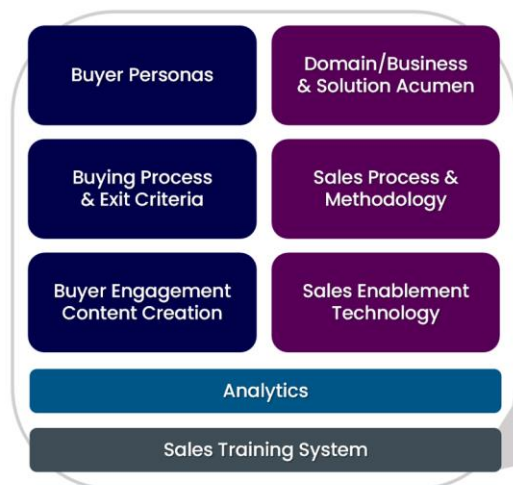 Buyer Personas
Domain/Business
& Solution Acumen
Buying Process
& Exit Criteria
Sales Process &
Methodology
Buyer Engagement
Content Creation
Sales Enablement
Technology
Analytics
Sales Training System